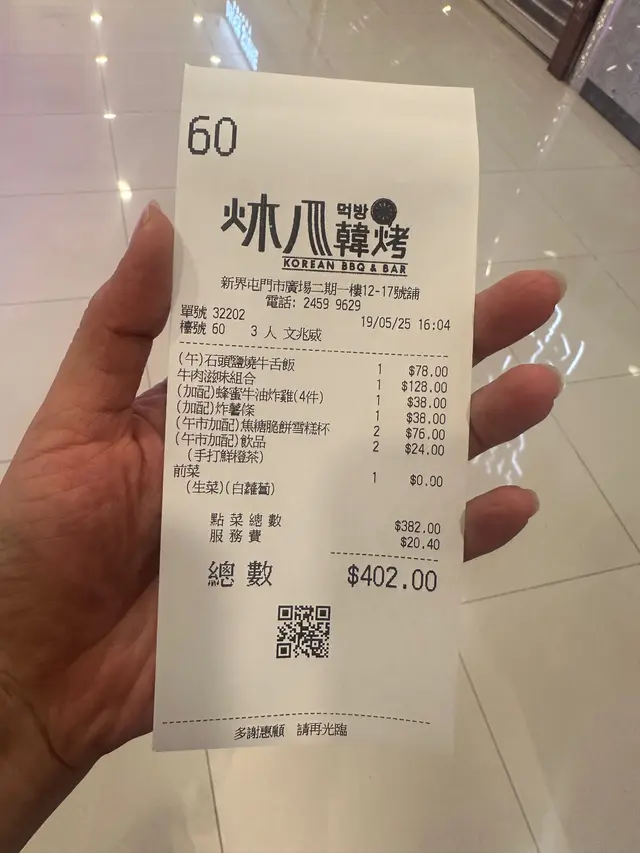 60
炑八爪 먹방 韓烤
KOREAN BBQ & BAR
新界屯門市廣場二期一樓12-17號舖
電話: 2459 9629
單號 32202 19/05/25 16:04
檯號 60 3 人 文兆威
(午)石頭鹽燒牛舌飯 1 $78.00
牛肉滋味組合 1 $128.00
(加配)蜂蜜牛油炸雞(4件) 1 $38.00
(加配)炸薯條 1 $38.00
(午市加配)焦糖脆餅雪糕杯 2 $76.00
(午市加配)飲品 2 $24.00
(手打鮮橙茶)
前菜 1 $0.00
(生菜)(白蘿蔔)
點菜總數 $382.00
服務費 $20.40
總數 $402.00
多謝惠顧 請再光臨